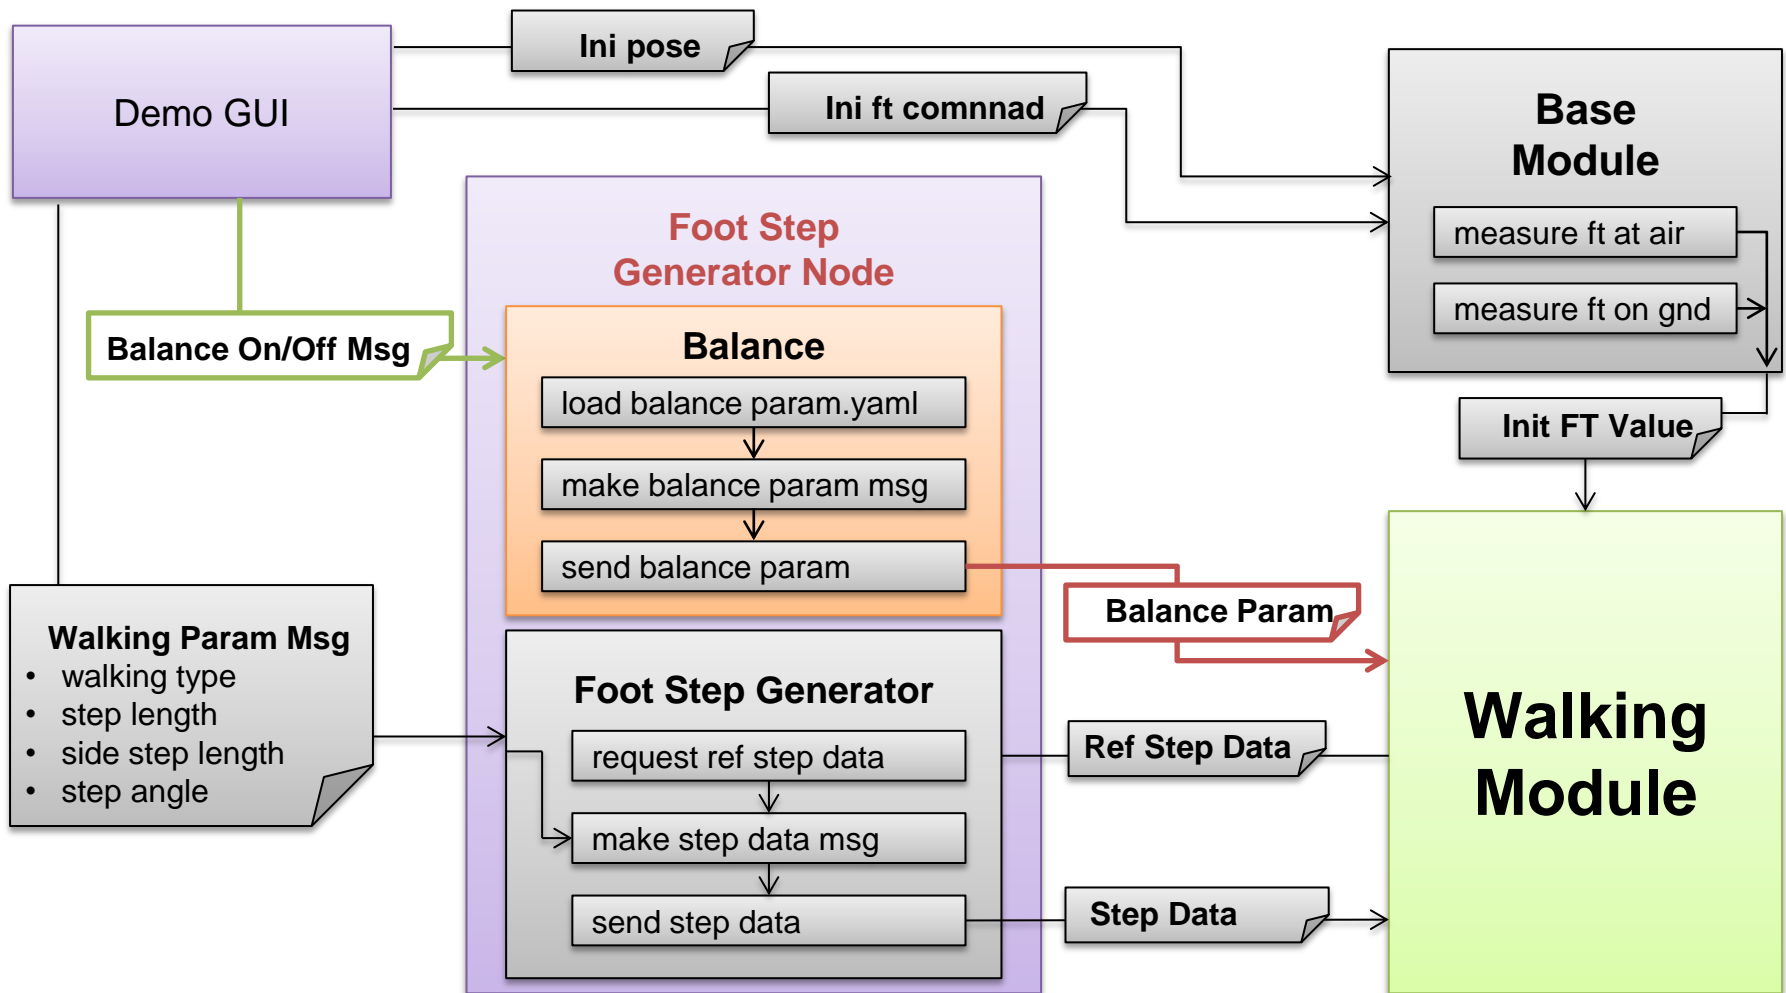 Ini pose
Demo GUI
Ini ft comnnad
Base
Module
measure ft at air
measure ft on gnd
Foot Step
Generator Node
Balance On/Off Msg
Balance
load balance param.yaml
make balance param msg
send balance param
Init FT Value
Balance Param
Walking Param Msg
• walking type
• step length
• side step length
• step angle
Foot Step Generator
request ref step data
make step data msg
send step data
Ref Step Data
Step Data
Walking
Module